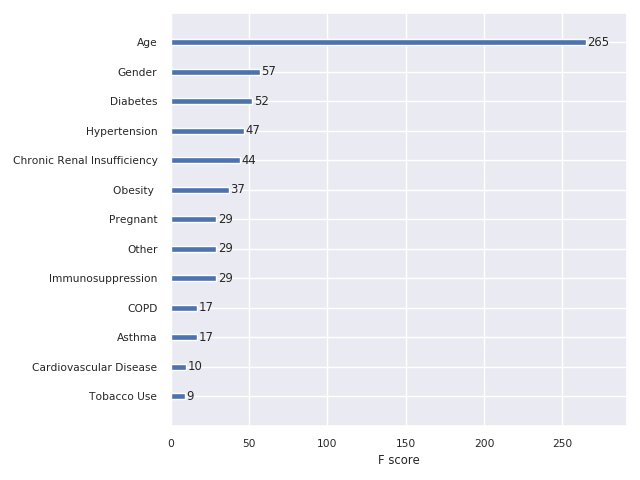 Age 265
Gender 57
Diabetes 52
Hypertension 47
Chronic Renal Insufficiency 44
Obesity 37
Pregnant 29
Other 29
Immunosuppression 29
COPD 17
Asthma 17
Cardiovascular Disease 10
Tobacco Use 9
0 50 100 150 200 250
F score